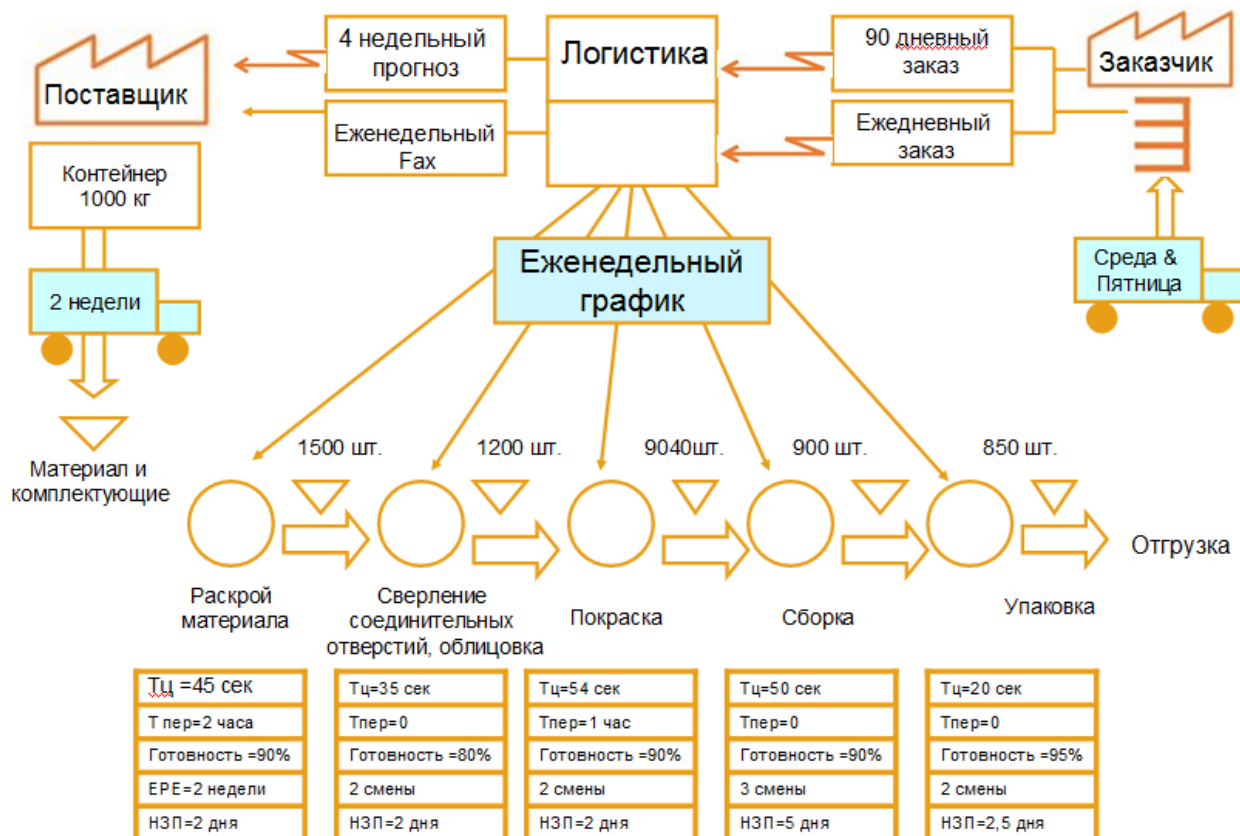 Поставщик
4 недельный
прогноз
Логистика
90 дневный
заказ
Заказчик
Еженедельный
Fax
Ежедневный
заказ
Контейнер
1000 кг
2 недели
Еженедельный
график
Среда &
Пятница
Материал и
комплектующие
1500 шт.
1200 шт.
9040шт.
900 шт.
850 шт.
Отгрузка
Раскрой
материала
Сверление
соединительных
отверстий, облицовка
Покраска
Сборка
Упаковка
Тц =45 сек
Т пер=2 часа
Готовность =90%
EPE=2 недели
НЗП=2 дня
Тц=35 сек
Тпер=0
Готовность =80%
2 смены
НЗП=2 дня
Тц=54 сек
Тпер=1 час
Готовность =90%
2 смены
НЗП=2 дня
Тц=50 сек
Тпер=0
Готовность =90%
3 смены
НЗП=5 дня
Тц=20 сек
Тпер=0
Готовность =95%
2 смены
НЗП=2,5 дня